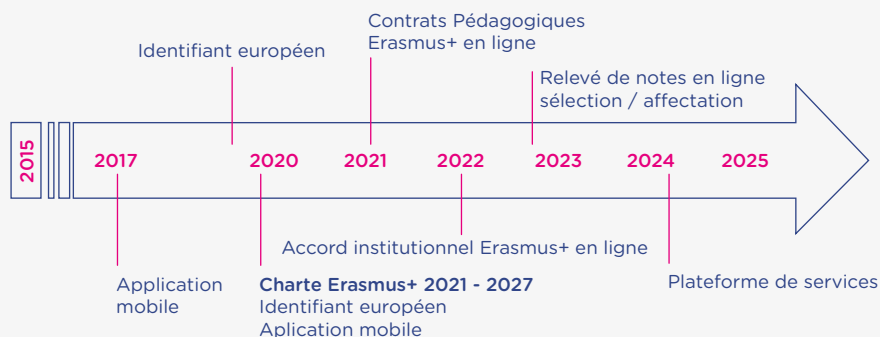 Contrats Pédagogiques
Erasmus+ en ligne
Identifiant européen
Relevé de notes en ligne
sélection / affectation
2015
2017
2020
2021
2022
2023
2024
2025
Accord institutionnel Erasmus+ en ligne
Application
mobile
Charte Erasmus+ 2021 - 2027
Identifiant européen
Aplication mobile
Plateforme de services